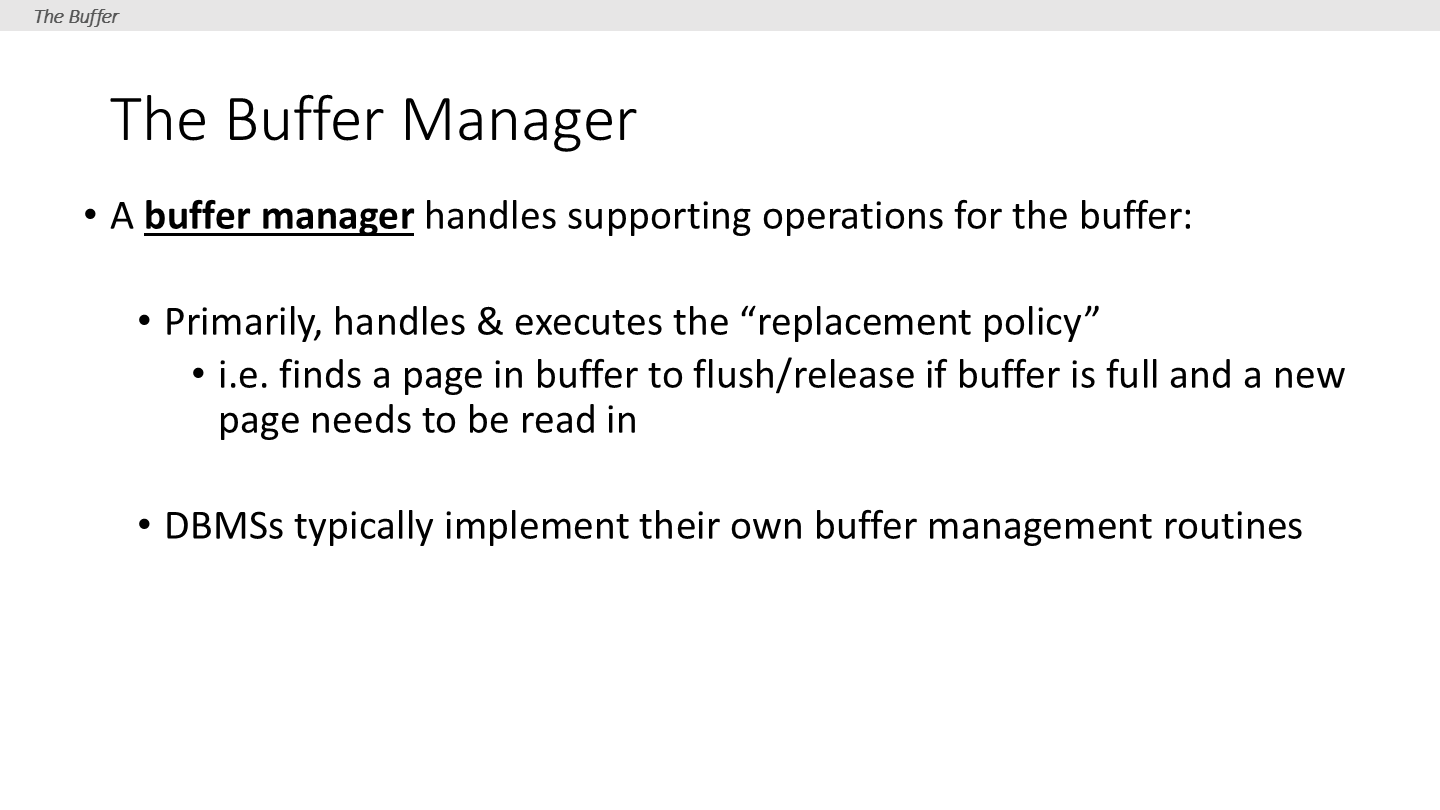 The Buffer
The Buffer Manager
• A buffer manager handles supporting operations for the buffer:
• Primarily, handles & executes the “replacement policy”
• i.e. finds a page in buffer to flush/release if buffer is full and a new
page needs to be read in
• DBMSs typically implement their own buffer management routines